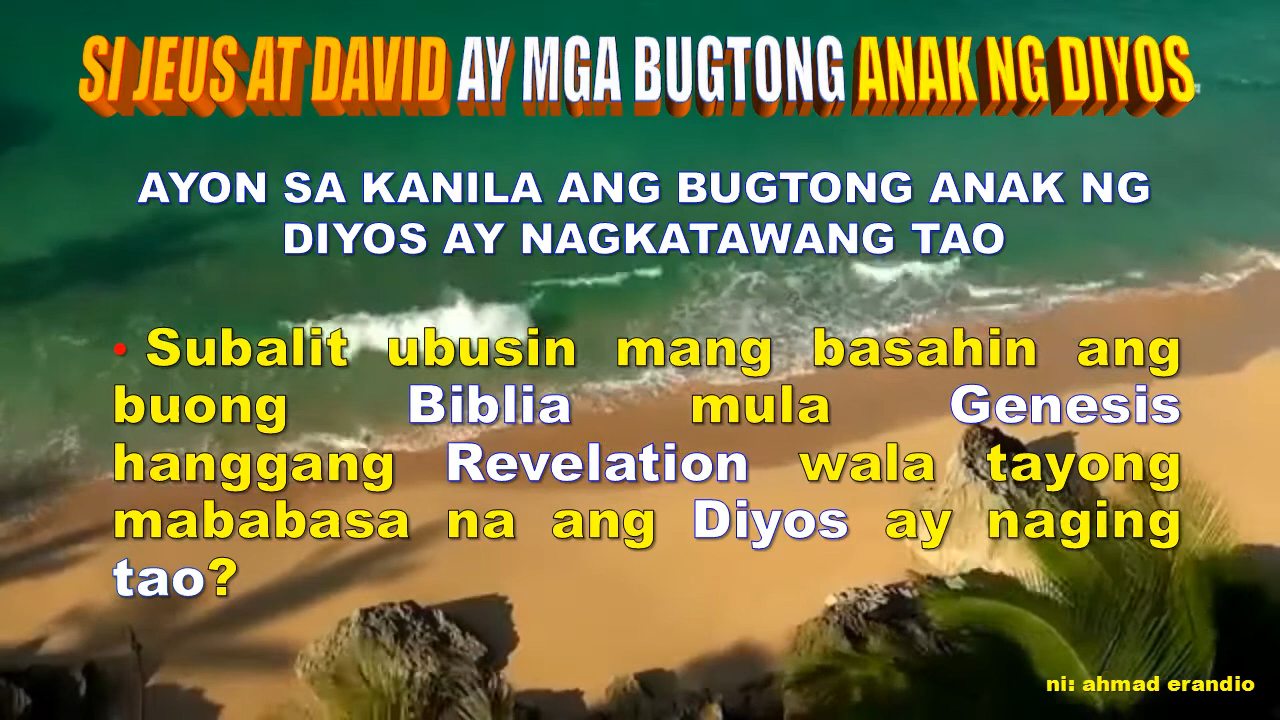 SI JEUS AT DAVID AY MGA BUGTONG ANAK NG DIYOS
AYON SA KANILA ANG BUGTONG ANAK NG
DIYOS AY NAGKATAWANG TAO
• Subalit ubusin mang basahin ang
buong Biblia mula Genesis
hanggang Revelation wala tayong
mababasa na ang Diyos ay naging
tao?
ni: ahmad erandio